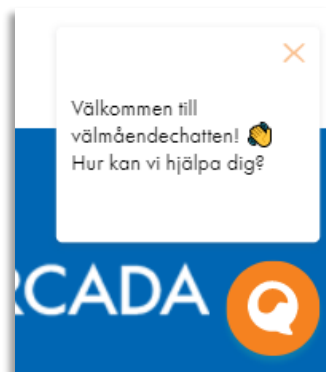 Välkommen till
välmåendechatten! 👏
Hur kan vi hjälpa dig?
RCADA